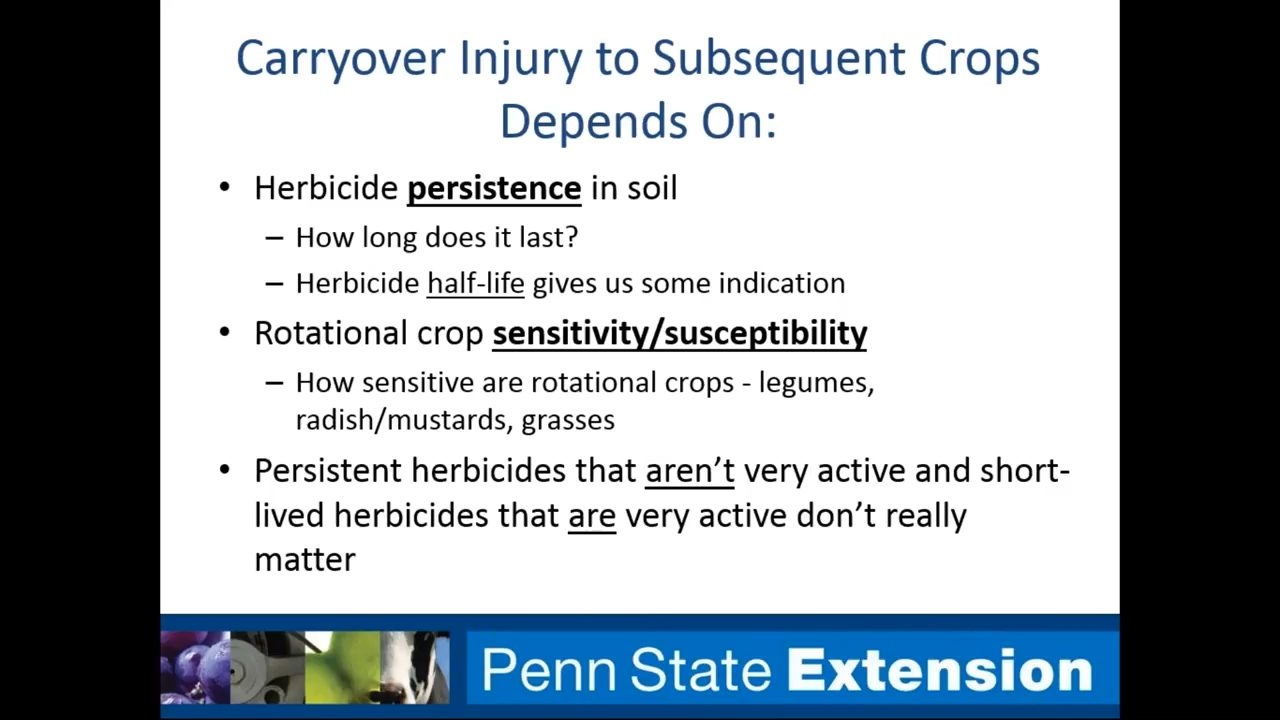 Carryover Injury to Subsequent Crops
Depends On:
• Herbicide persistence in soil
– How long does it last?
– Herbicide half-life gives us some indication
• Rotational crop sensitivity/susceptibility
– How sensitive are rotational crops - legumes,
radish/mustards, grasses
• Persistent herbicides that aren’t very active and short-
lived herbicides that are very active don’t really
matter
Penn State Extension